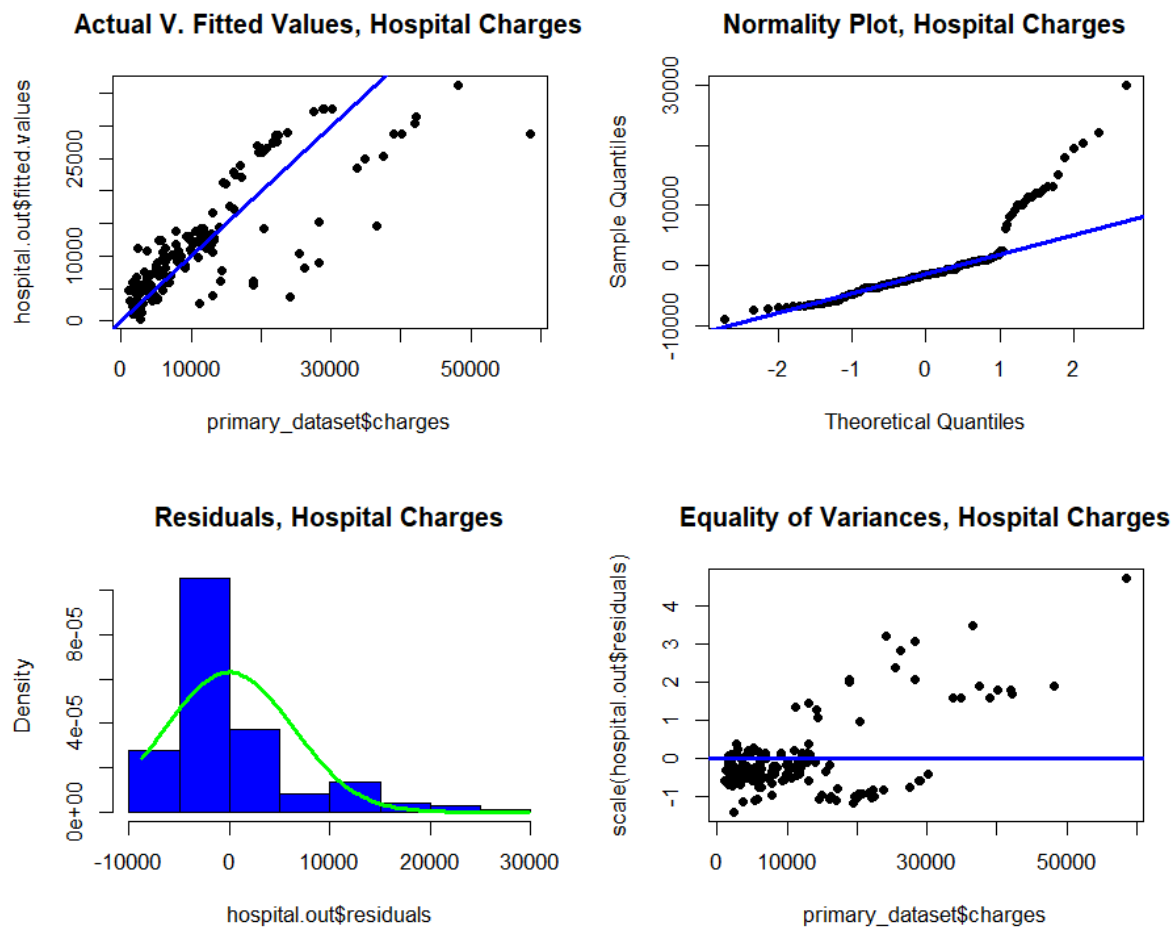 Actual V. Fitted Values, Hospital Charges
hospital.out$fitted.values
0 10000 25000
0 10000 30000 50000
primary_dataset$charges
Normality Plot, Hospital Charges
Sample Quantiles
-10000 0 10000 30000
-2 -1 0 1 2
Theoretical Quantiles
Residuals, Hospital Charges
Density
0e+00 4e-05 8e-05
-10000 0 10000 20000 30000
hospital.out$residuals
Equality of Variances, Hospital Charges
scale(hospital.out$residuals)
-1 0 1 2 3 4
0 10000 30000 50000
primary_dataset$charges